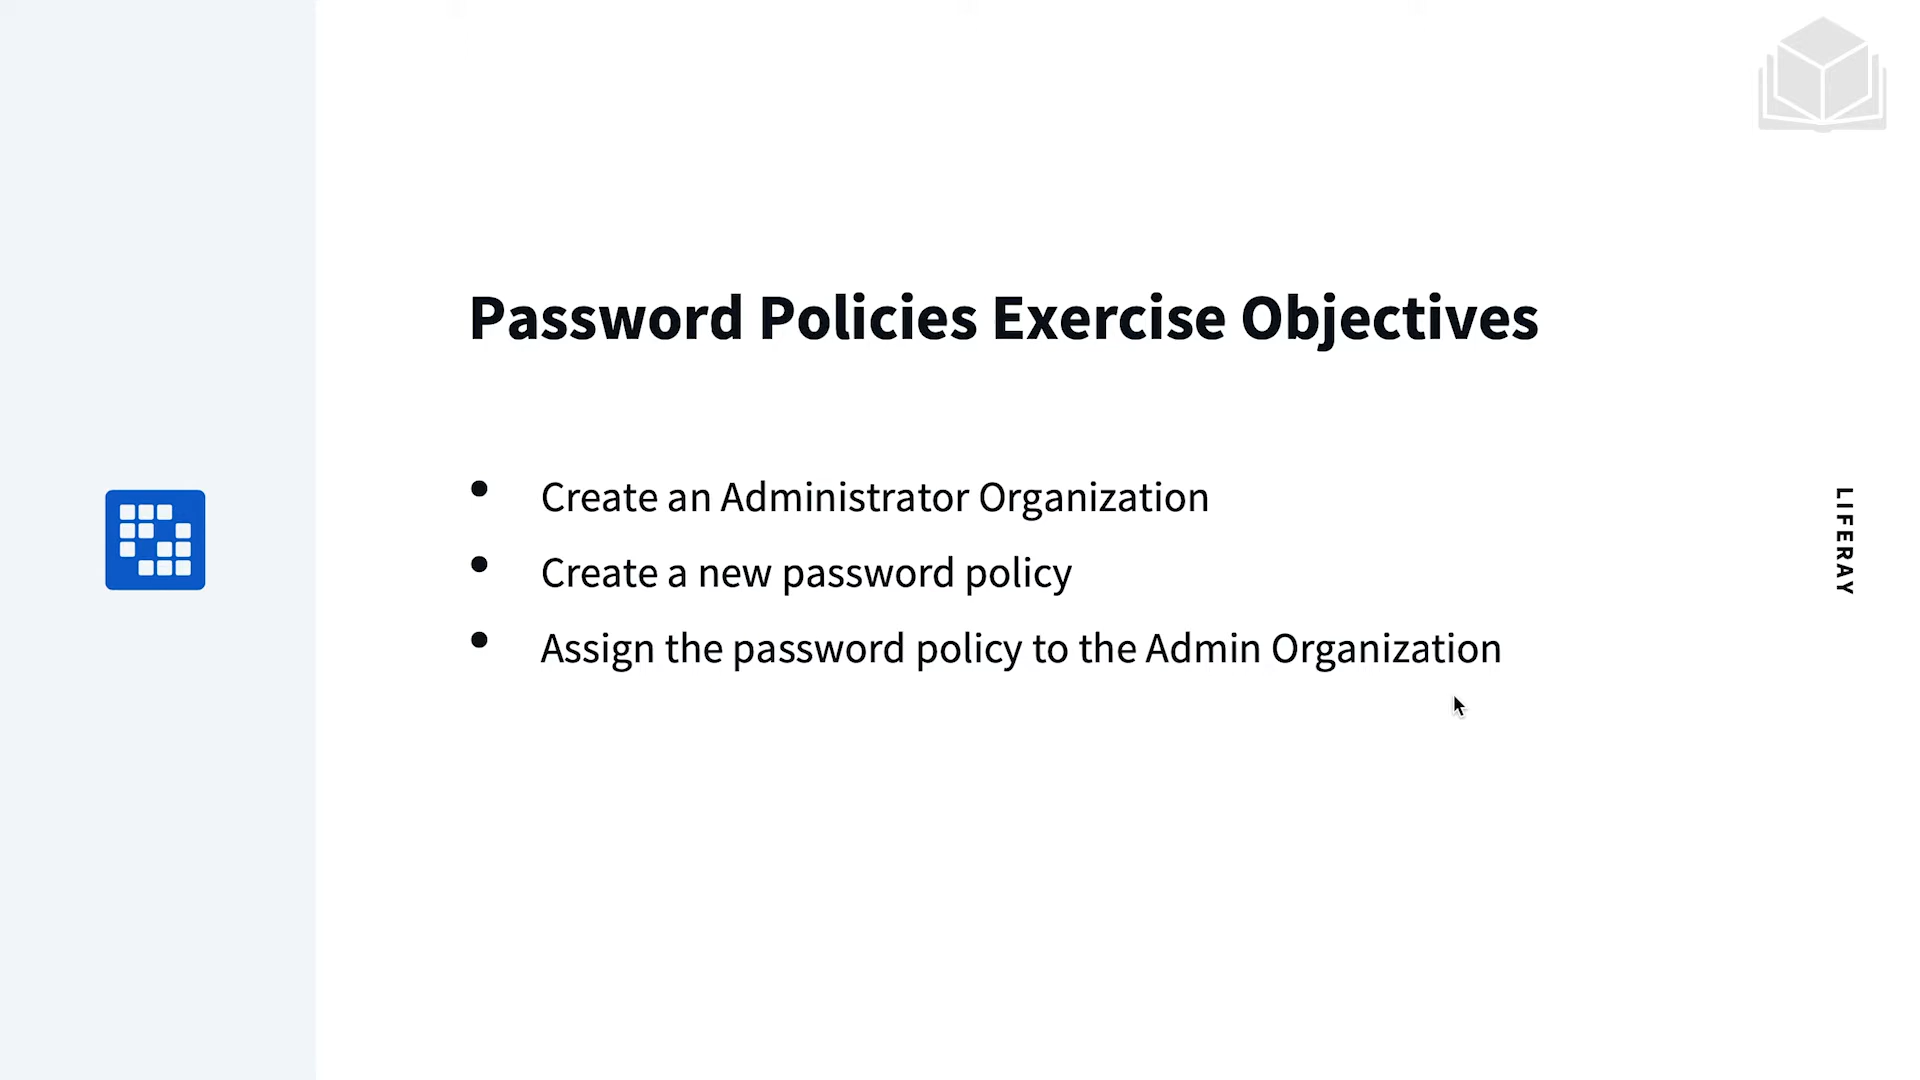 Password Policies Exercise Objectives
• Create an Administrator Organization
• Create a new password policy
• Assign the password policy to the Admin Organization
LIFERAY